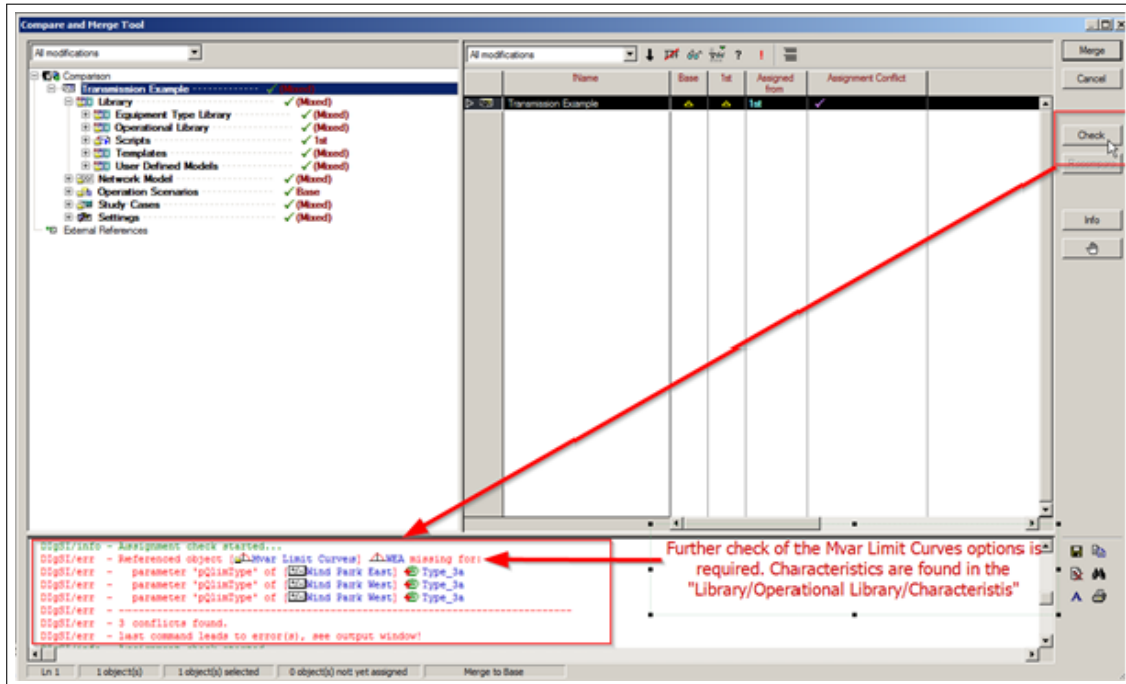 Compare and Merge Tool
All modifications
Comparison
Transmission Example (Mixed)
Library (Mixed)
Equipment Type Library (Mixed)
Operational Library (Mixed)
Scripts 1st
Templates (Mixed)
User Defined Models (Mixed)
Network Model (Mixed)
Operation Scenarios Base
Study Cases (Mixed)
Settings (Mixed)
External References
All modifications
Name Base 1st Assigned from Assignment Conflict
Transmission Example 1st
Merge
Cancel
Check
Recompare
Info
DIgSI/info - Assignment check started...
DIgSI/err - Referenced object [Mvar Limit Curves] WEA missing for:
DIgSI/err - parameter 'pQlimType' of [Wind Park East] Type_3a
DIgSI/err - parameter 'pQlimType' of [Wind Park West] Type_3a
DIgSI/err - parameter 'pQlimType' of [Wind Park West] Type_3a
DIgSI/err - ------------------------------------------------------------
DIgSI/err - 3 conflicts found.
DIgSI/err - last command leads to error(s), see output window!
Further check of the Mvar Limit Curves options is
required. Characteristics are found in the
"Library/Operational Library/Characteristis"
Ln 1 1 object(s) 1 object(s) selected 0 object(s) not yet assigned Merge to Base